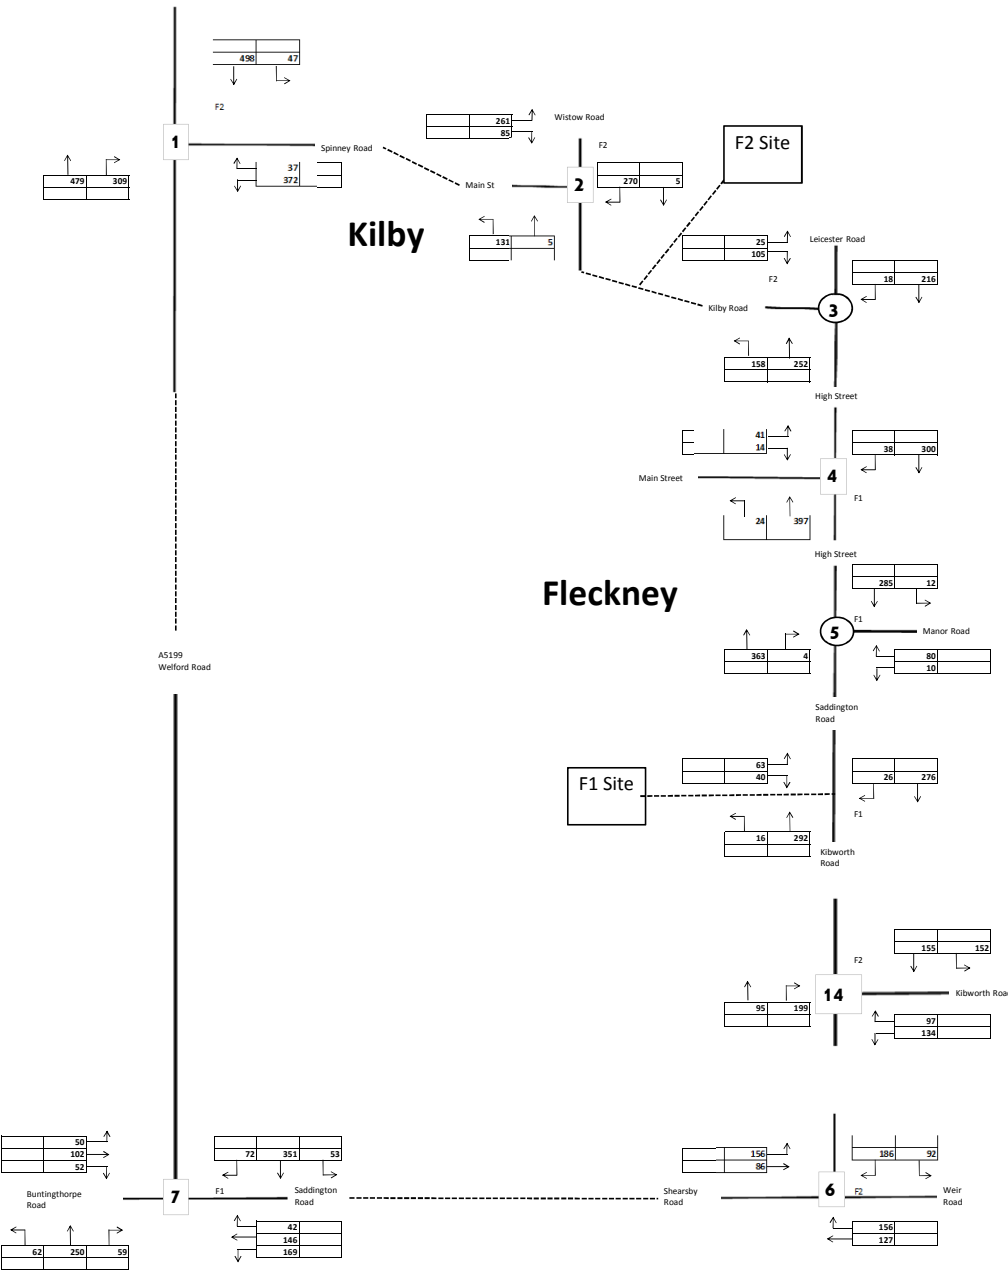 498 47
F2
261
85
Wistow Road
F2
F2 Site
1
Spinney Road
37
372
479 309
Main St
2
270 5
Kilby
131 5
25
105
Leicester Road
F2
18 216
Kilby Road
3
158 252
High Street
41
14
38 300
Main Street
4
F1
24 397
High Street
Fleckney
285 12
F1
5
Manor Road
363 4
80
10
A5199
Welford Road
Saddington
Road
63
40
26 276
F1 Site
F1
16 292
Kibworth
Road
155 152
F2
14
Kibworth Roa
95 199
97
134
50
102
52
72 351 53
156
86
186 92
Buntingthorpe
Road
7
F1
Saddington
Road
Shearsby
Road
6
F2
Weir
Road
62 250 59
42
146
169
156
127